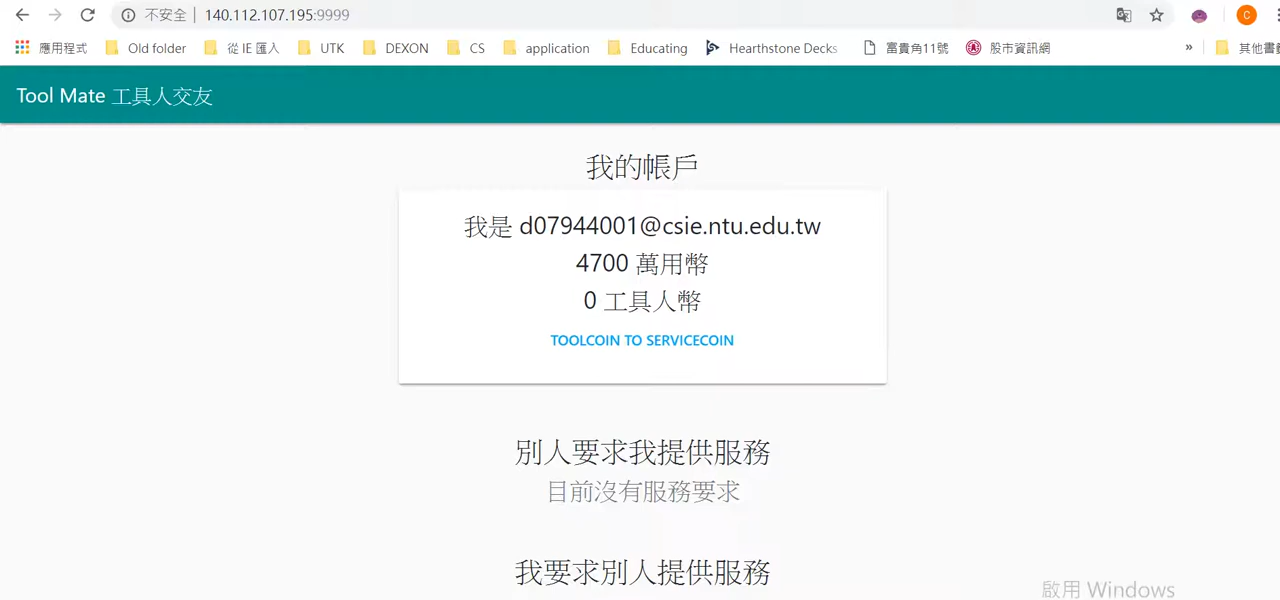 不安全 | 140.112.107.195:9999
應用程式 Old folder 從 IE 匯入 UTK DEXON CS application Educating Hearthstone Decks 富貴角11號 股市資訊網 » 其他書
Tool Mate 工具人交友
我的帳戶
我是 d07944001@csie.ntu.edu.tw
4700 萬用幣
0 工具人幣
TOOLCOIN TO SERVICECOIN
別人要求我提供服務
目前沒有服務要求
我要求別人提供服務
啟用 Windows